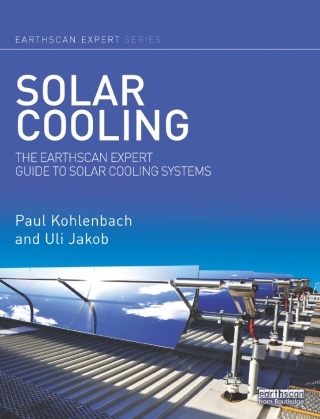 EARTHSCAN EXPERT SERIES
SOLAR
COOLING
THE EARTHSCAN EXPERT
GUIDE TO SOLAR COOLING SYSTEMS
Paul Kohlenbach
and Uli Jakob
earthscan
from Routledge